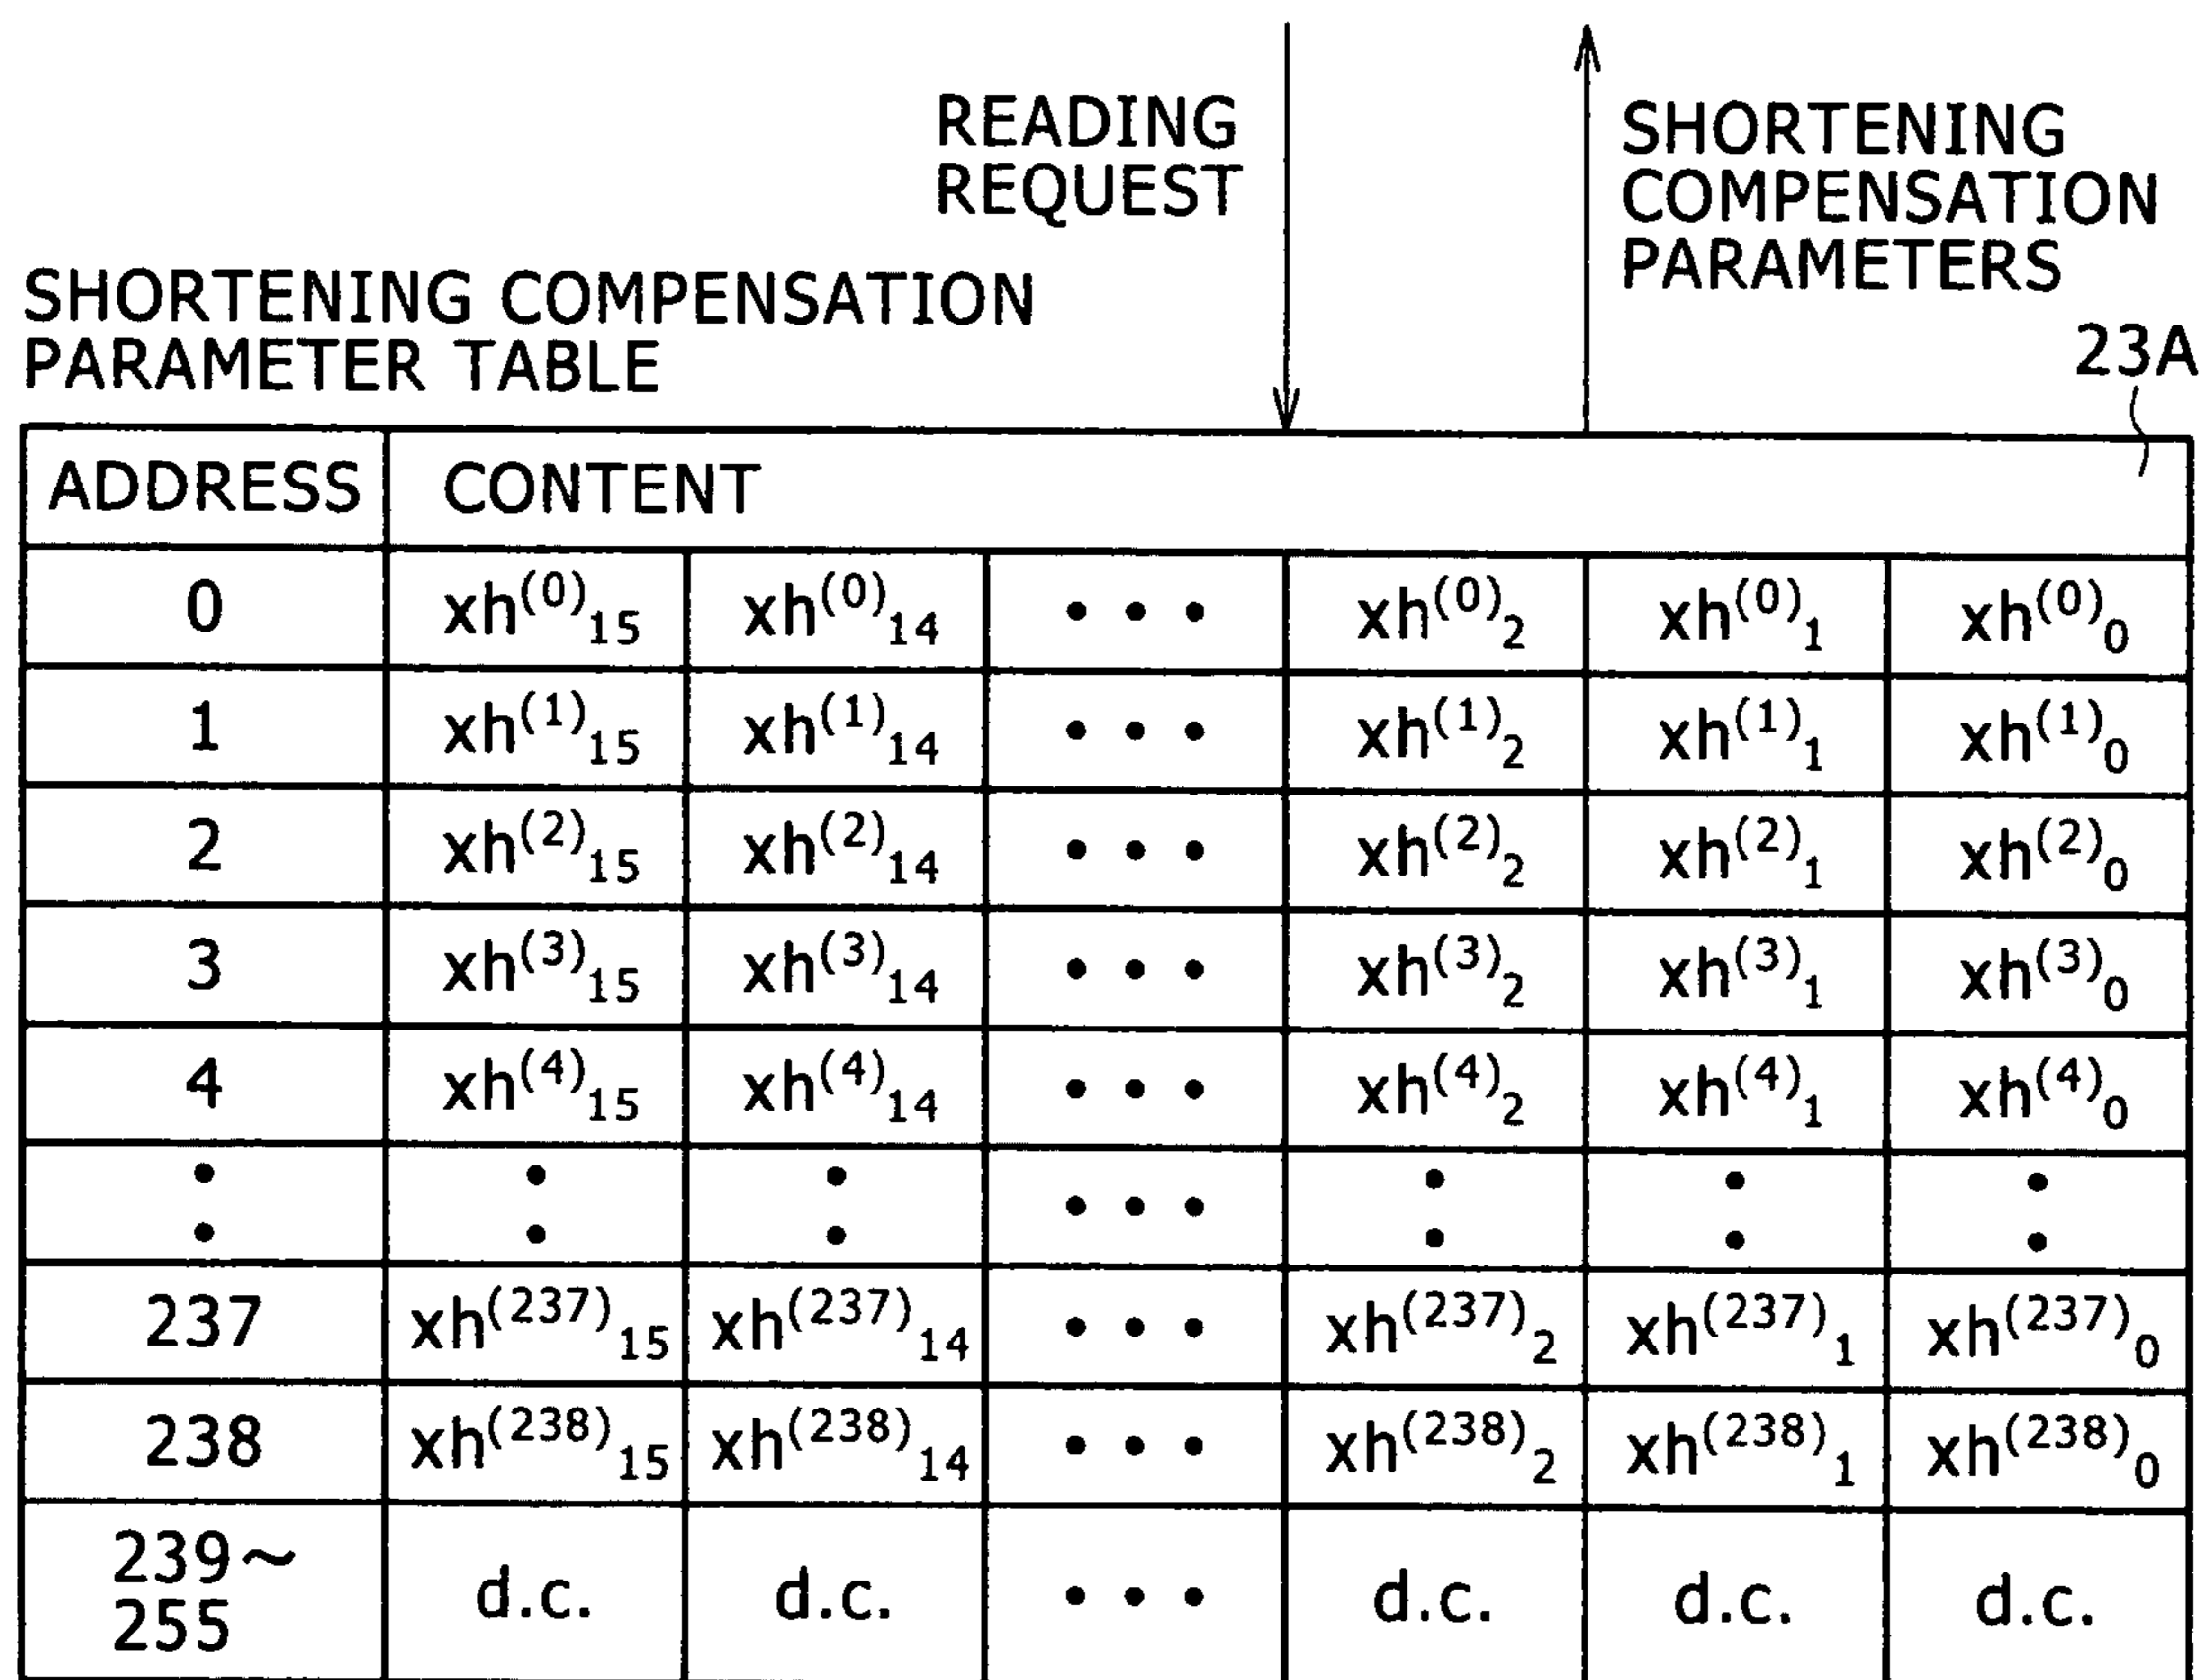 READING
REQUEST
SHORTENING
COMPENSATION
PARAMETERS
SHORTENING COMPENSATION
PARAMETER TABLE
23A
ADDRESS CONTENT
0 xh⁽⁰⁾₁₅ xh⁽⁰⁾₁₄ • • • xh⁽⁰⁾₂ xh⁽⁰⁾₁ xh⁽⁰⁾₀
1 xh⁽¹⁾₁₅ xh⁽¹⁾₁₄ • • • xh⁽¹⁾₂ xh⁽¹⁾₁ xh⁽¹⁾₀
2 xh⁽²⁾₁₅ xh⁽²⁾₁₄ • • • xh⁽²⁾₂ xh⁽²⁾₁ xh⁽²⁾₀
3 xh⁽³⁾₁₅ xh⁽³⁾₁₄ • • • xh⁽³⁾₂ xh⁽³⁾₁ xh⁽³⁾₀
4 xh⁽⁴⁾₁₅ xh⁽⁴⁾₁₄ • • • xh⁽⁴⁾₂ xh⁽⁴⁾₁ xh⁽⁴⁾₀
: : : • • • : : :
237 xh⁽²³⁷⁾₁₅ xh⁽²³⁷⁾₁₄ • • • xh⁽²³⁷⁾₂ xh⁽²³⁷⁾₁ xh⁽²³⁷⁾₀
238 xh⁽²³⁸⁾₁₅ xh⁽²³⁸⁾₁₄ • • • xh⁽²³⁸⁾₂ xh⁽²³⁸⁾₁ xh⁽²³⁸⁾₀
239~
255 d.c. d.c. • • • d.c. d.c. d.c.